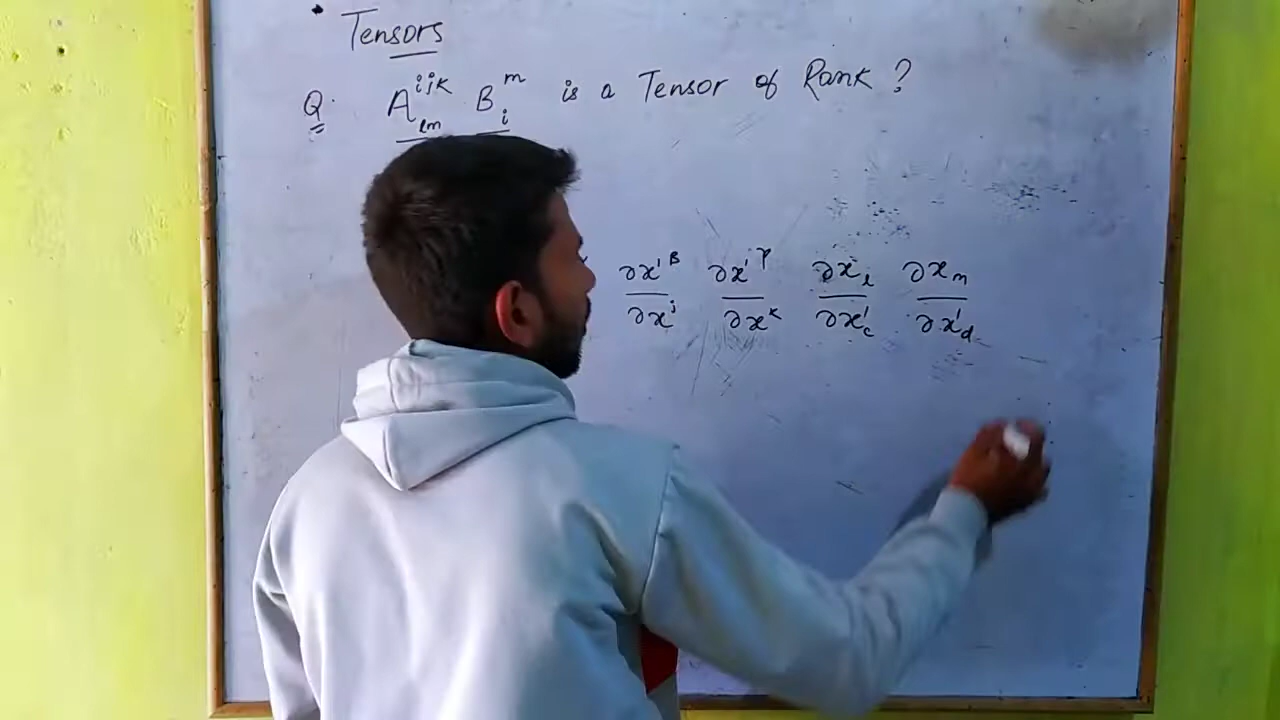 Tensors
Q. A^{ijk}_{lm} B^{m}_{i} is a Tensor of Rank ?
∂x'^β/∂x^j ∂x'^γ/∂x^k ∂x_l/∂x'_c ∂x_m/∂x'_d